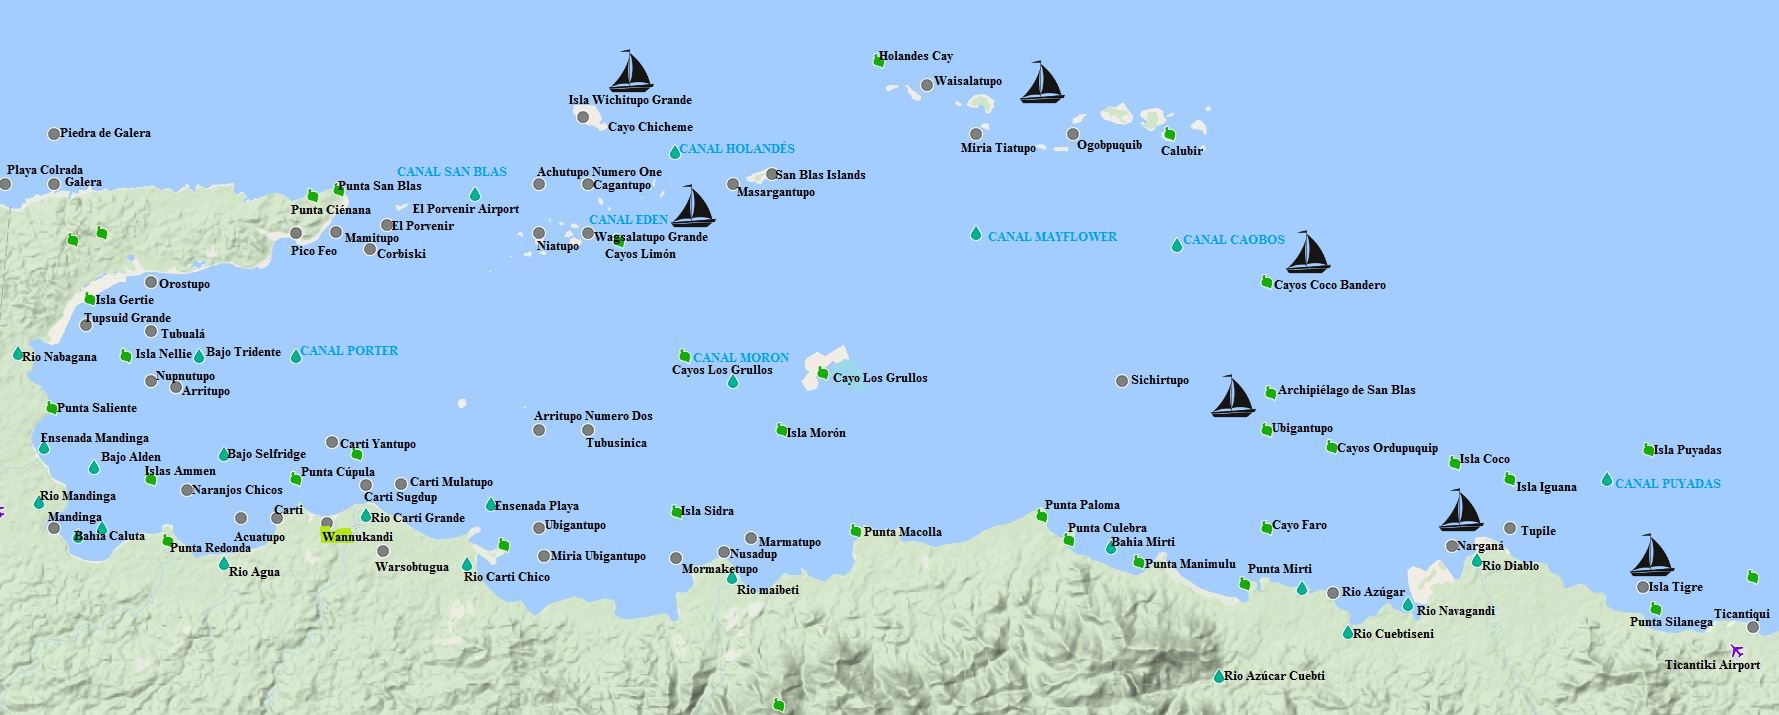 Holandes Cay
Waisalatupo
Isla Wichitupo Grande
Cayo Chicheme
Piedra de Galera
Miria Tiatupo
Ogobpuquib
Calubir
CANAL HOLANDÉS
Playa Colrada
Galera
CANAL SAN BLAS
Achutupo Numero One
San Blas Islands
Punta San Blas
Cagantupo
Masargantupo
Punta Ciénana
El Porvenir Airport
CANAL EDEN
El Porvenir
Mamitupo
Niatupo
Wagsalatupo Grande
CANAL MAYFLOWER
CANAL CAOBOS
Pico Feo
Corbiski
Cayos Limón
Orostupo
Cayos Coco Bandero
Isla Gertie
Tupsuid Grande
Tubualá
Rio Nabagana
Isla Nellie
Bajo Tridente
CANAL PORTER
CANAL MORON
Cayos Los Grullos
Nupnutupo
Cayo Los Grullos
Sichirtupo
Arritupo
Archipiélago de San Blas
Punta Saliente
Arritupo Numero Dos
Ubigantupo
Ensenada Mandinga
Carti Yantupo
Tubusinica
Isla Morón
Cayos Ordupuquip
Isla Puyadas
Bajo Alden
Bajo Selfridge
Isla Coco
Islas Ammen
Punta Cúpula
Carti Mulatupo
Isla Iguana
CANAL PUYADAS
Rio Mandinga
Naranjos Chicos
Carti Sugdup
Ensenada Playa
Punta Paloma
Mandinga
Carti
Rio Carti Grande
Isla Sidra
Bahia Caluta
Acuatupo
Wannukandi
Ubigantupo
Punta Macolla
Punta Culebra
Cayo Faro
Tupile
Punta Redonda
Marmatupo
Bahia Mirti
Narganá
Rio Agua
Warsobtugua
Miria Ubigantupo
Nusadup
Punta Manimulu
Rio Diablo
Rio Carti Chico
Mormaketupo
Punta Mirti
Isla Tigre
Rio maibeti
Rio Azúgar
Rio Navagandi
Ticantiqui
Punta Silanega
Rio Cuebtiseni
Ticantiki Airport
Rio Azúcar Cuebti